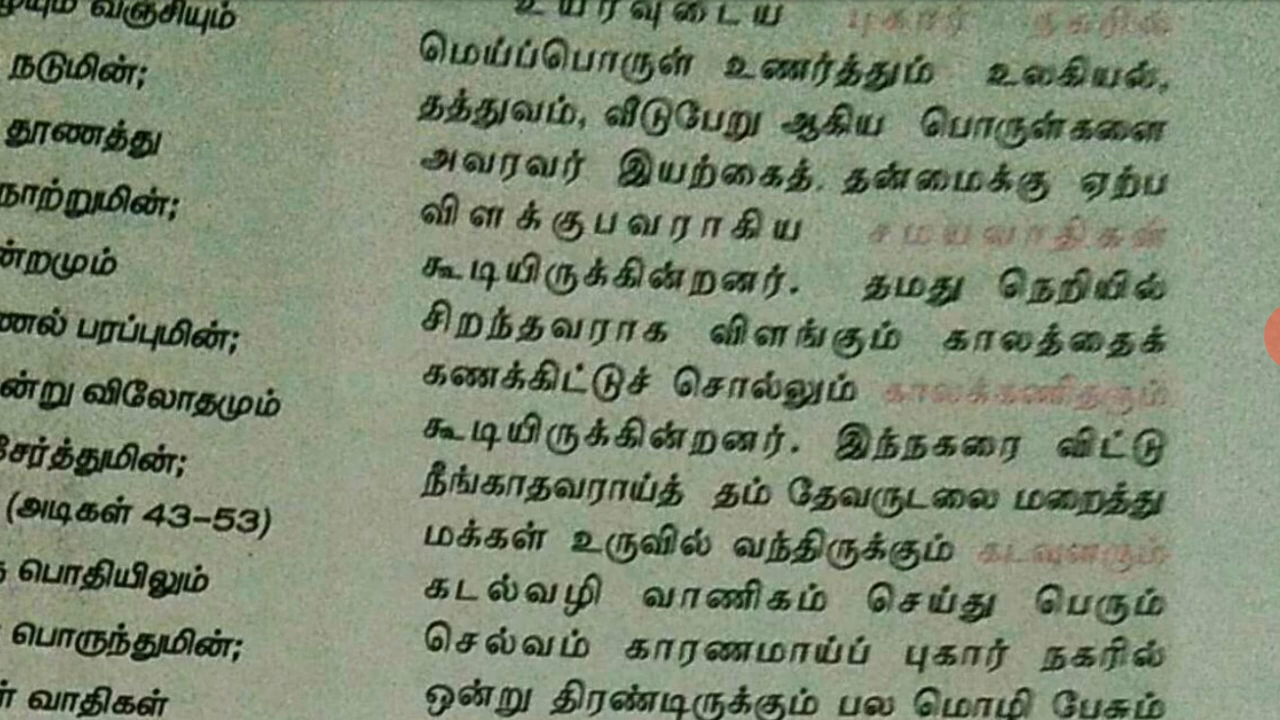 ழையும் வஞ்சியும்
நடுமின்;
தூணத்து
நாற்றுமின்;
ன்றமும்
ணல் பரப்புமின்;
ன்று விலோதமும்
சேர்த்துமின்;
(அடிகள் 43-53)
பொதியிலும்
பொருந்துமின்;
வாதிகள்
உயர்வுடைய புகார் நகரில்
மெய்ப்பொருள் உணர்த்தும் உலகியல்,
தத்துவம், வீடுபேறு ஆகிய பொருள்களை
அவரவர் இயற்கைத் தன்மைக்கு ஏற்ப
விளக்குபவராகிய சமயவாதிகள்
கூடியிருக்கின்றனர். தமது நெறியில்
சிறந்தவராக விளங்கும் காலத்தைக்
கணக்கிட்டுச் சொல்லும் காலக்கணிதரும்
கூடியிருக்கின்றனர். இந்நகரை விட்டு
நீங்காதவராய்த் தம் தேவருடலை மறைத்து
மக்கள் உருவில் வந்திருக்கும் கடவுளரும்
கடல்வழி வாணிகம் செய்து பெரும்
செல்வம் காரணமாய்ப் புகார் நகரில்
ஒன்று திரண்டிருக்கும் பல மொழி பேசும்